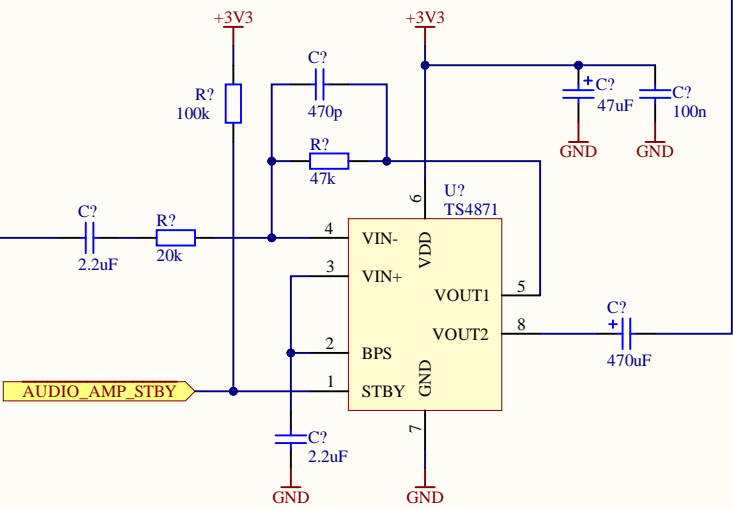 +3V3
+3V3
C?
470p
R?
100k
C?
47uF
C?
100n
GND
GND
R?
47k
6
U?
TS4871
C?
2.2uF
R?
20k
4
VIN-
VDD
3
VIN+
VOUT1
5
VOUT2
8
C?
470uF
2
BPS
GND
AUDIO_AMP_STBY
1
STBY
7
C?
2.2uF
GND
GND